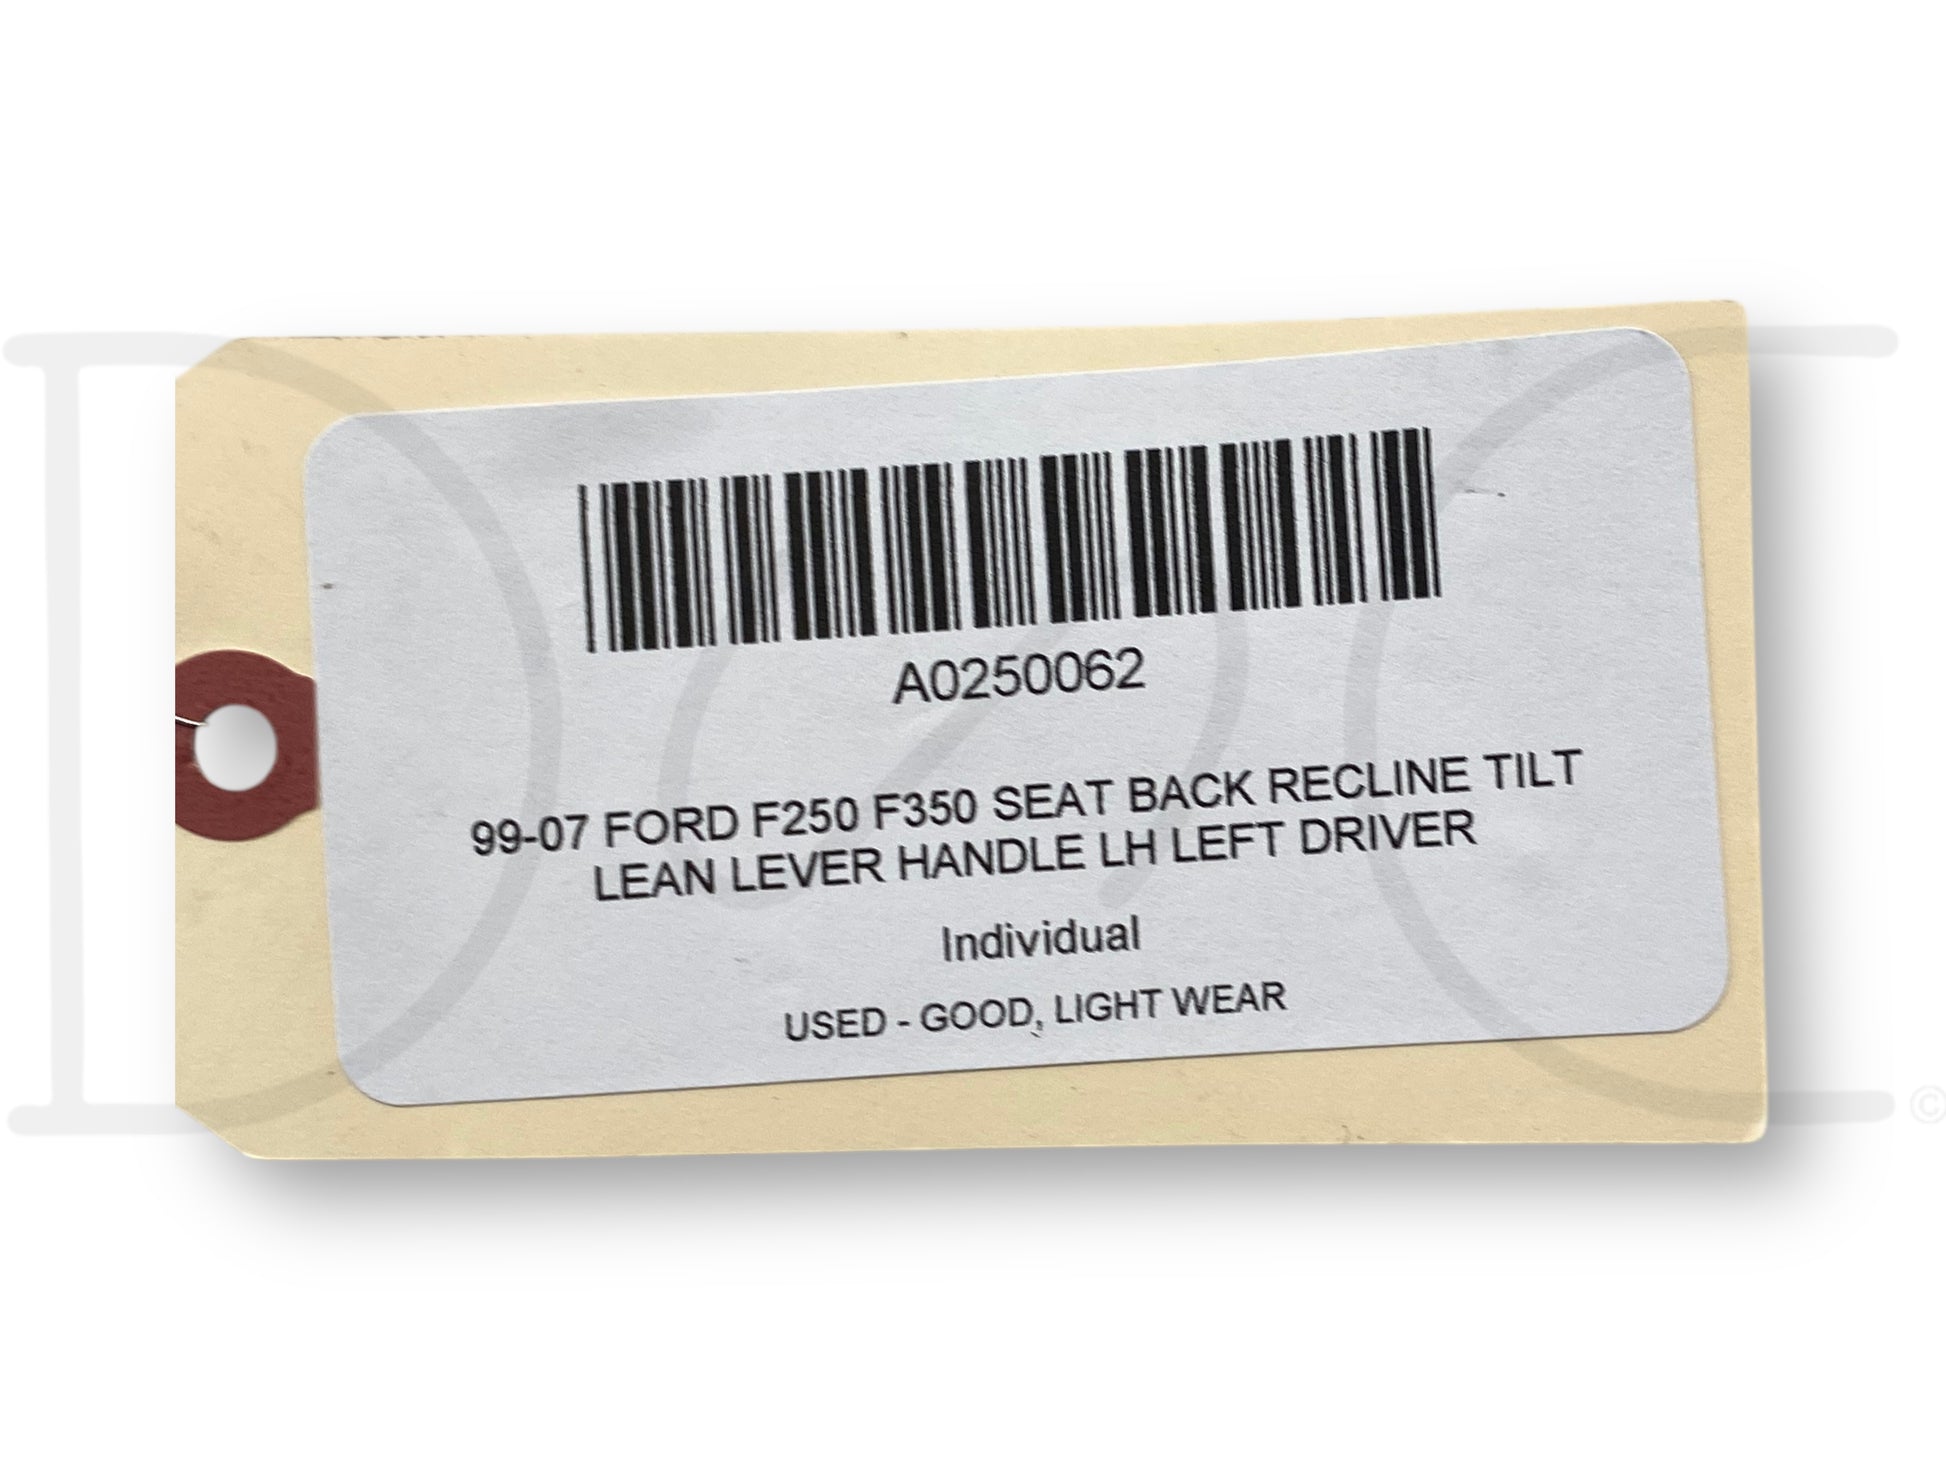 A0250062
99-07 FORD F250 F350 SEAT BACK RECLINE TILT
LEAN LEVER HANDLE LH LEFT DRIVER
Individual
USED - GOOD, LIGHT WEAR
©